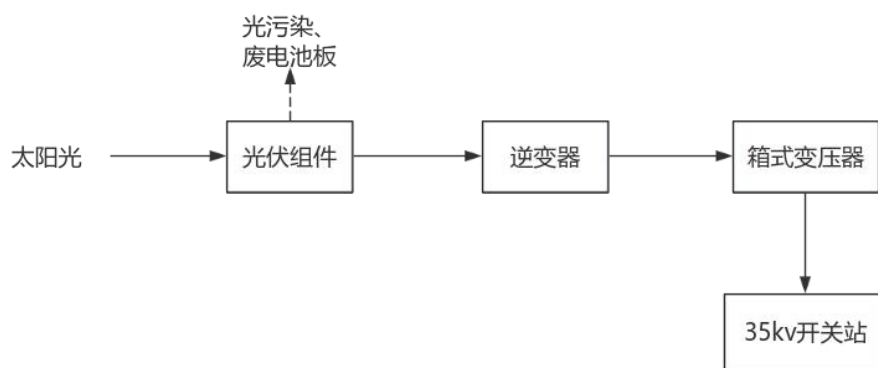 光污染、
废电池板
太阳光
光伏组件
逆变器
箱式变压器
35kv开关站